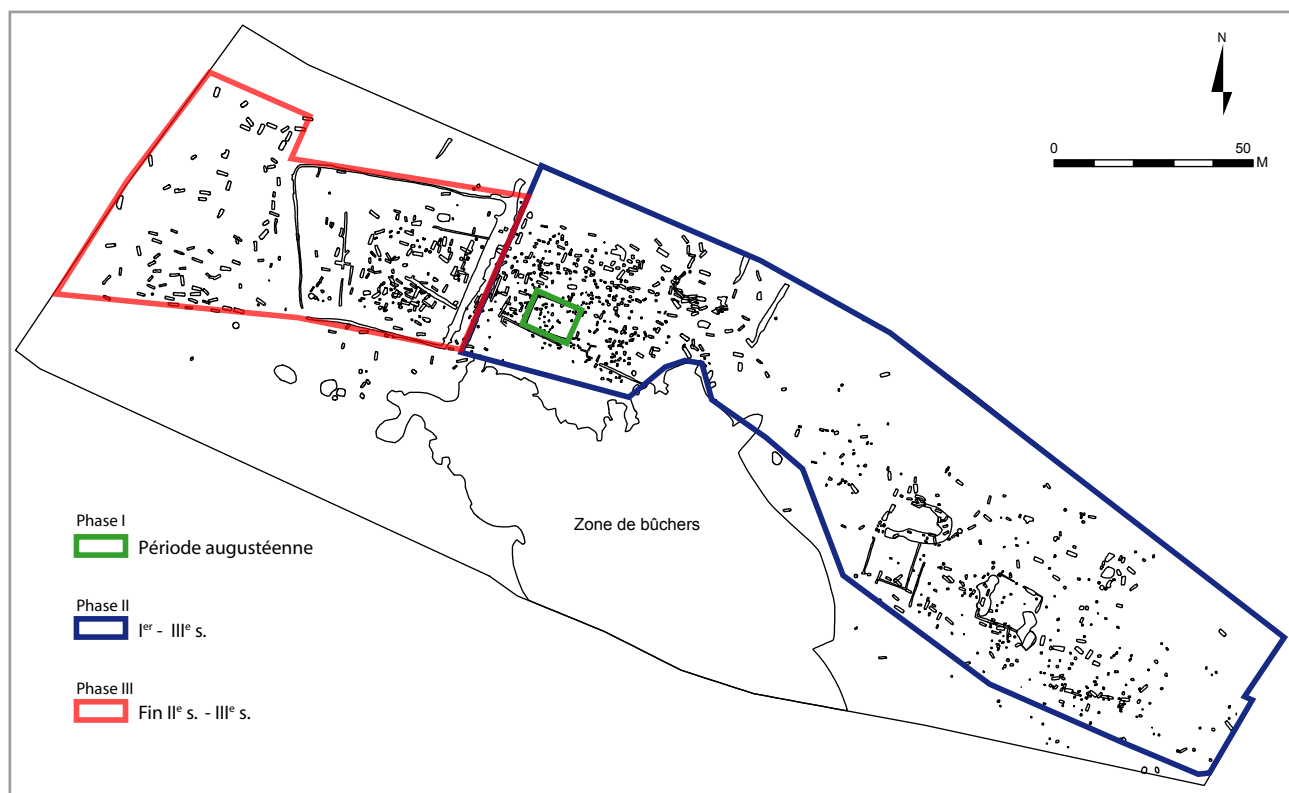 N
0 50 M
Zone de bûchers
Phase I
Période augustéenne
Phase II
Iᵉʳ - IIIᵉ s.
Phase III
Fin IIᵉ s. - IIIᵉ s.